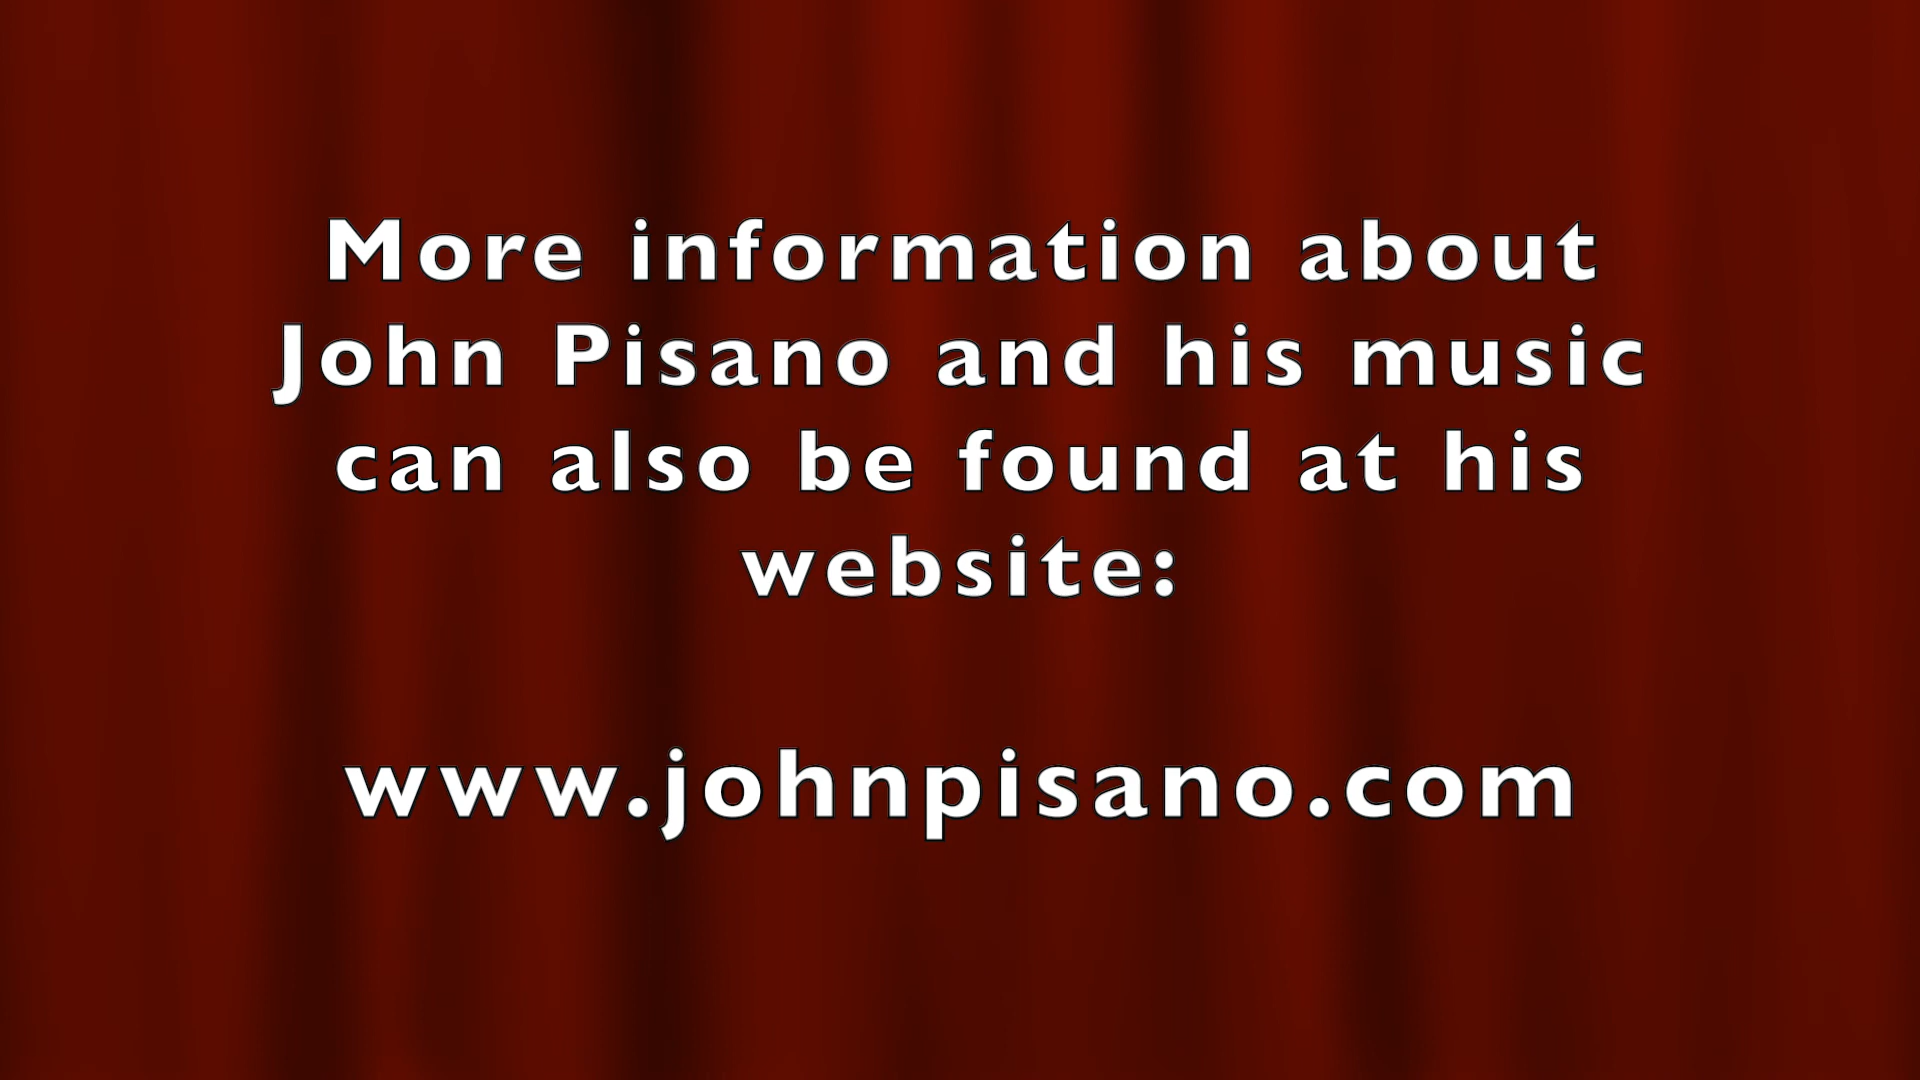 More information about
John Pisano and his music
can also be found at his
website:
www.johnpisano.com